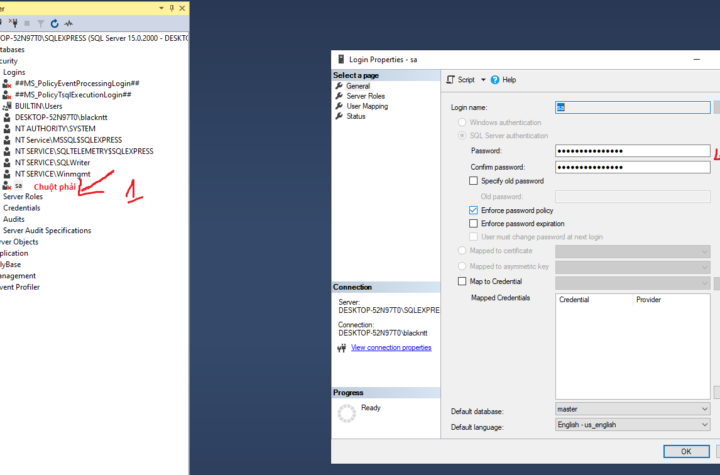 er
OP-52N97T0\SQLEXPRESS (SQL Server 15.0.2000 - DESKTO
tabases
curity
Logins
##MS_PolicyEventProcessingLogin##
##MS_PolicyTsqlExecutionLogin##
BUILTIN\Users
DESKTOP-52N97T0\blackntt
NT AUTHORITY\SYSTEM
NT Service\MSSQL$SQLEXPRESS
NT SERVICE\SQLTELEMETRY$SQLEXPRESS
NT SERVICE\SQLWriter
NT SERVICE\Winmgmt
sa Chuột phải
1
Server Roles
Credentials
Audits
Server Audit Specifications
rver Objects
plication
lyBase
anagement
vent Profiler
Login Properties - sa
Select a page
General
Server Roles
User Mapping
Status
Connection
Server:
DESKTOP-52N97T0\SQLEXPRESS
Connection:
DESKTOP-52N97T0\blackntt
View connection properties
Progress
Ready
Script Help
Login name: sa
Windows authentication
SQL Server authentication
Password: ●●●●●●●●●●●●●●●
Confirm password: ●●●●●●●●●●●●●●●
Specify old password
Old password:
Enforce password policy
Enforce password expiration
User must change password at next login
Mapped to certificate
Mapped to asymmetric key
Map to Credential
Mapped Credentials Credential Provider
Default database: master
Default language: English - us_english
OK